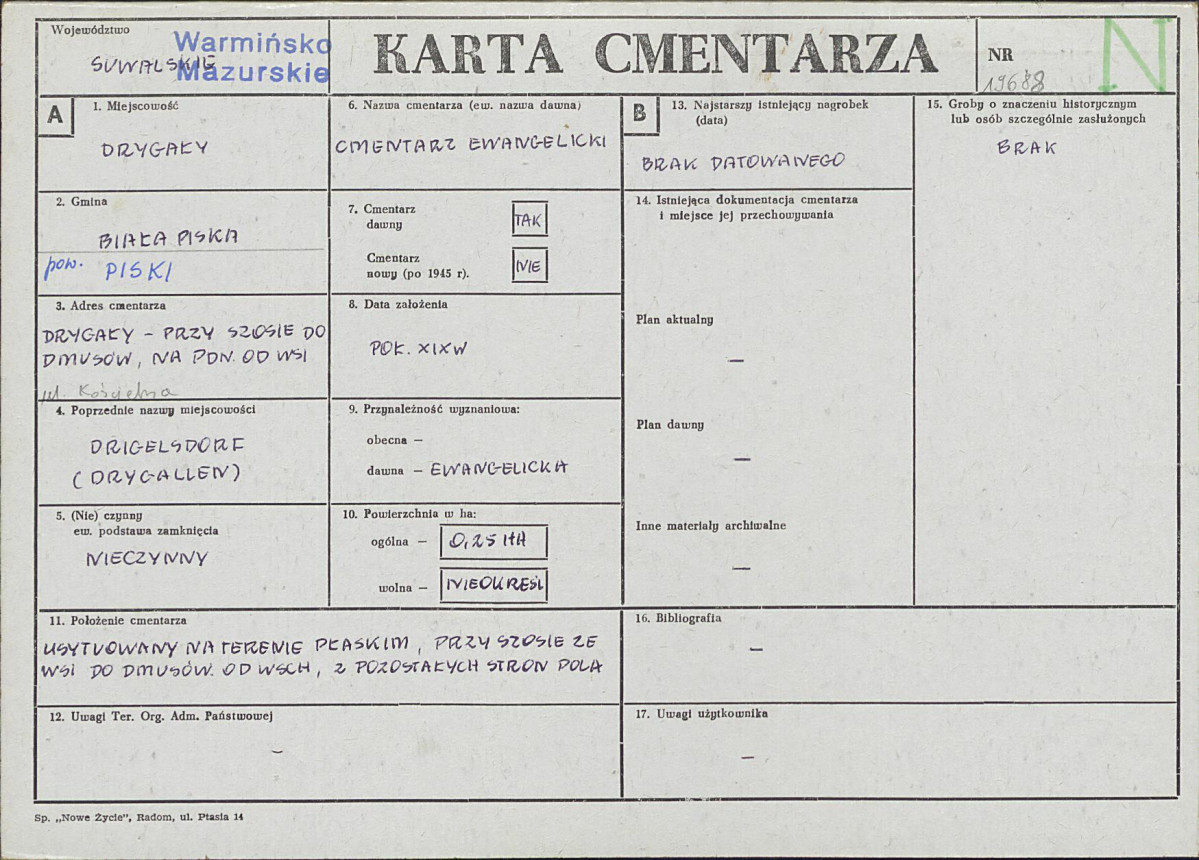 Województwo
SUWALSKIE
Warmińsko
Mazurskie
KARTA CMENTARZA
NR
N
A
1. Miejscowość
DRYGAŁY
2. Gmina
BIAŁA PISKA
pow. PISKI
3. Adres cmentarza
DRYGAŁY – PRZY SZOSIE DO
DMUSÓW, NA PÓN. OD WSI
ul. Kościelna
4. Poprzednie nazwy miejscowości
DRIGELSDORF
(DRYGALLEN)
5. (Nie) czynny
ew. podstawa zamknięcia
NIECZYNNY
6. Nazwa cmentarza (ew. nazwa dawna)
CMENTARZ EWANGELICKI
7. Cmentarz
dawny
TAK
Cmentarz
nowy (po 1945 r).
NIE
8. Data założenia
POŁ. XIX W
9. Przynależność wyznaniowa:
obecna –
dawna – EWANGELICKA
10. Powierzchnia w ha:
ogólna – 0,25 HA
wolna – NIEOKREŚL
B
13. Najstarszy istniejący nagrobek
(data)
BRAK DATOWANEGO
14. Istniejąca dokumentacja cmentarza
i miejsce jej przechowywania
Plan aktualny
—
Plan dawny
—
Inne materiały archiwalne
—
15. Groby o znaczeniu historycznym
lub osób szczególnie zasłużonych
BRAK
11. Położenie cmentarza
USYTUOWANY NA TERENIE PŁASKIM, PRZY SZOSIE ZE
WSI DO DMUSÓW. OD WSCH, Z POZOSTAŁYCH STRON POLA
12. Uwagi Ter. Org. Adm. Państwowej
–
16. Bibliografia
–
17. Uwagi użytkownika
–
Sp. „Nowe Życie", Radom, ul. Ptasia 14